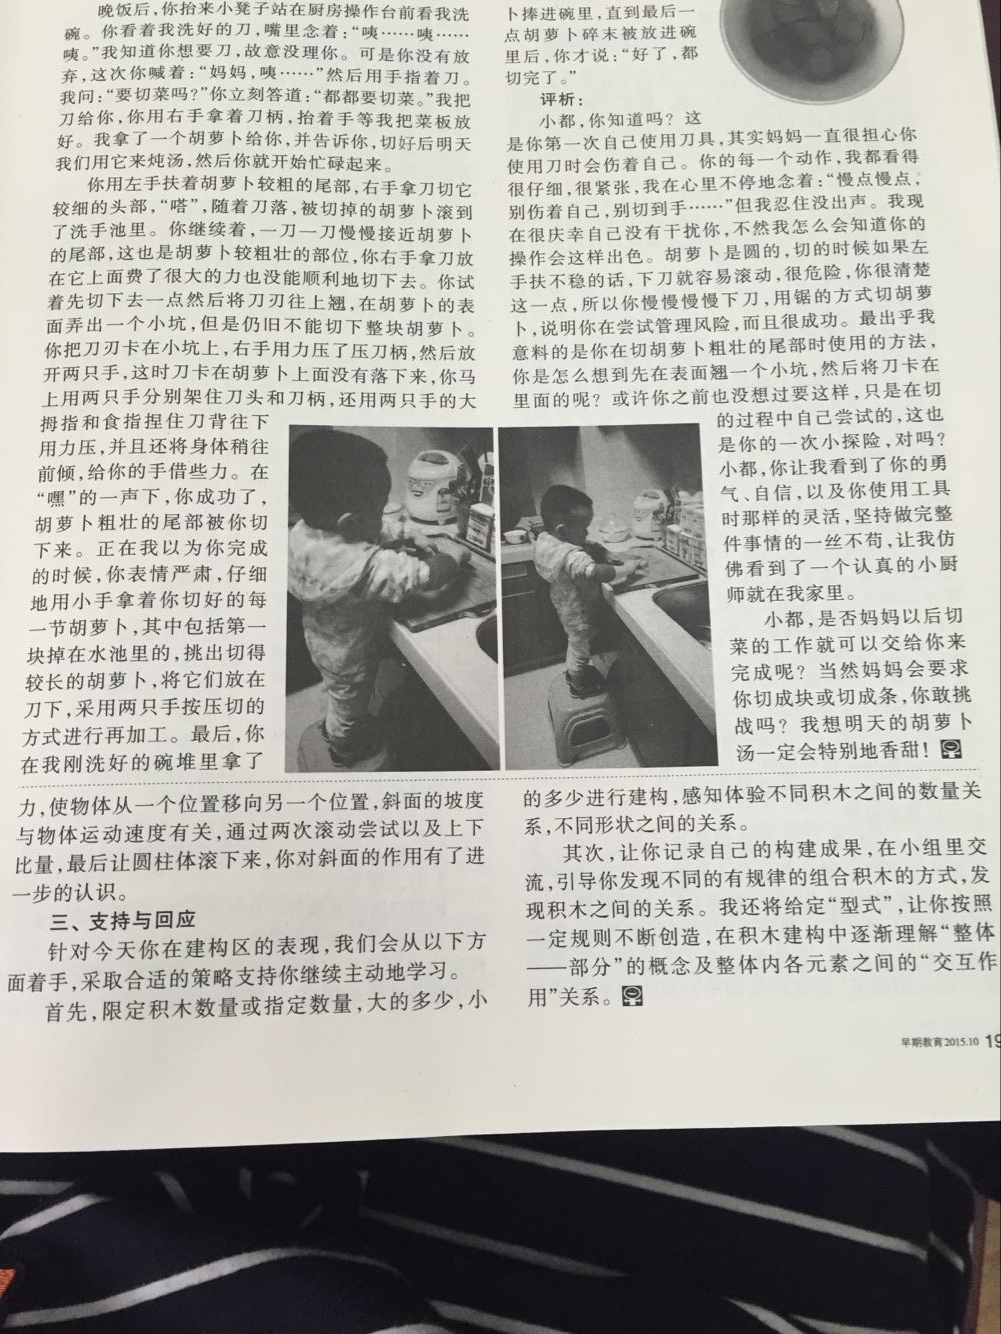 晚饭后,你抬来小凳子站在厨房操作台前看我洗
碗。你看着我洗好的刀,嘴里念着:“咦……咦……
咦。”我知道你想要刀,故意没理你。可是你没有放
弃,这次你喊着:“妈妈,咦……”然后用手指着刀。
我问:“要切菜吗?”你立刻答道:“都都要切菜。”我把
刀给你,你用右手拿着刀柄,抬着手等我把菜板放
好。我拿了一个胡萝卜给你,并告诉你,切好后明天
我们用它来炖汤,然后你就开始忙碌起来。
你用左手扶着胡萝卜较粗的尾部,右手拿刀切它
较细的头部,“嗒”,随着刀落,被切掉的胡萝卜滚到
了洗手池里。你继续着,一刀一刀慢慢接近胡萝卜
的尾部,这也是胡萝卜较粗壮的部位,你右手拿刀放
在它上面费了很大的力也没能顺利地切下去。你试
着先切下去一点然后将刀刃往上翘,在胡萝卜的表
面弄出一个小坑,但是仍旧不能切下整块胡萝卜。
你把刀刃卡在小坑上,右手用力压了压刀柄,然后放
开两只手,这时刀卡在胡萝卜上面没有落下来,你马
上用两只手分别架住刀头和刀柄,还用两只手的大
拇指和食指捏住刀背往下
用力压,并且还将身体稍往
前倾,给你的手借些力。在
“嘿”的一声下,你成功了,
胡萝卜粗壮的尾部被你切
下来。正在我以为你完成
的时候,你表情严肃,仔细
地用小手拿着你切好的每
一节胡萝卜,其中包括第一
块掉在水池里的,挑出切得
较长的胡萝卜,将它们放在
刀下,采用两只手按压切的
方式进行再加工。最后,你
在我刚洗好的碗堆里拿了
卜捧进碗里,直到最后一
点胡萝卜碎末被放进碗
里后,你才说:“好了,都
切完了。”
评析:
小都,你知道吗?这
是你第一次自己使用刀具,其实妈妈一直很担心你
使用刀时会伤着自己。你的每一个动作,我都看得
很仔细,很紧张,我在心里不停地念着:“慢点慢点,
别伤着自己,别切到手……”但我忍住没出声。我现
在很庆幸自己没有干扰你,不然我怎么会知道你的
操作会这样出色。胡萝卜是圆的,切的时候如果左
手扶不稳的话,下刀就容易滚动,很危险,你很清楚
这一点,所以你慢慢慢慢下刀,用锯的方式切胡萝
卜,说明你在尝试管理风险,而且很成功。最出乎我
意料的是你在切胡萝卜粗壮的尾部时使用的方法,
你是怎么想到先在表面翘一个小坑,然后将刀卡在
里面的呢?或许你之前也没想过要这样,只是在切
的过程中自己尝试的,这也
是你的一次小探险,对吗?
小都,你让我看到了你的勇
气、自信,以及你使用工具
时那样的灵活,坚持做完整
件事情的一丝不苟,让我仿
佛看到了一个认真的小厨
师就在我家里。
小都,是否妈妈以后切
菜的工作就可以交给你来
完成呢?当然妈妈会要求
你切成块或切成条,你敢挑
战吗?我想明天的胡萝卜
汤一定会特别地香甜!
力,使物体从一个位置移向另一个位置,斜面的坡度
与物体运动速度有关,通过两次滚动尝试以及上下
比量,最后让圆柱体滚下来,你对斜面的作用有了进
一步的认识。
三、支持与回应
针对今天你在建构区的表现,我们会从以下方
面着手,采取合适的策略支持你继续主动地学习。
首先,限定积木数量或指定数量,大的多少,小
的多少进行建构,感知体验不同积木之间的数量关
系,不同形状之间的关系。
其次,让你记录自己的构建成果,在小组里交
流,引导你发现不同的有规律的组合积木的方式,发
现积木之间的关系。我还将给定“型式”,让你按照
一定规则不断创造,在积木建构中逐渐理解“整体
——部分”的概念及整体内各元素之间的“交互作
用”关系。
早期教育2015.10 19